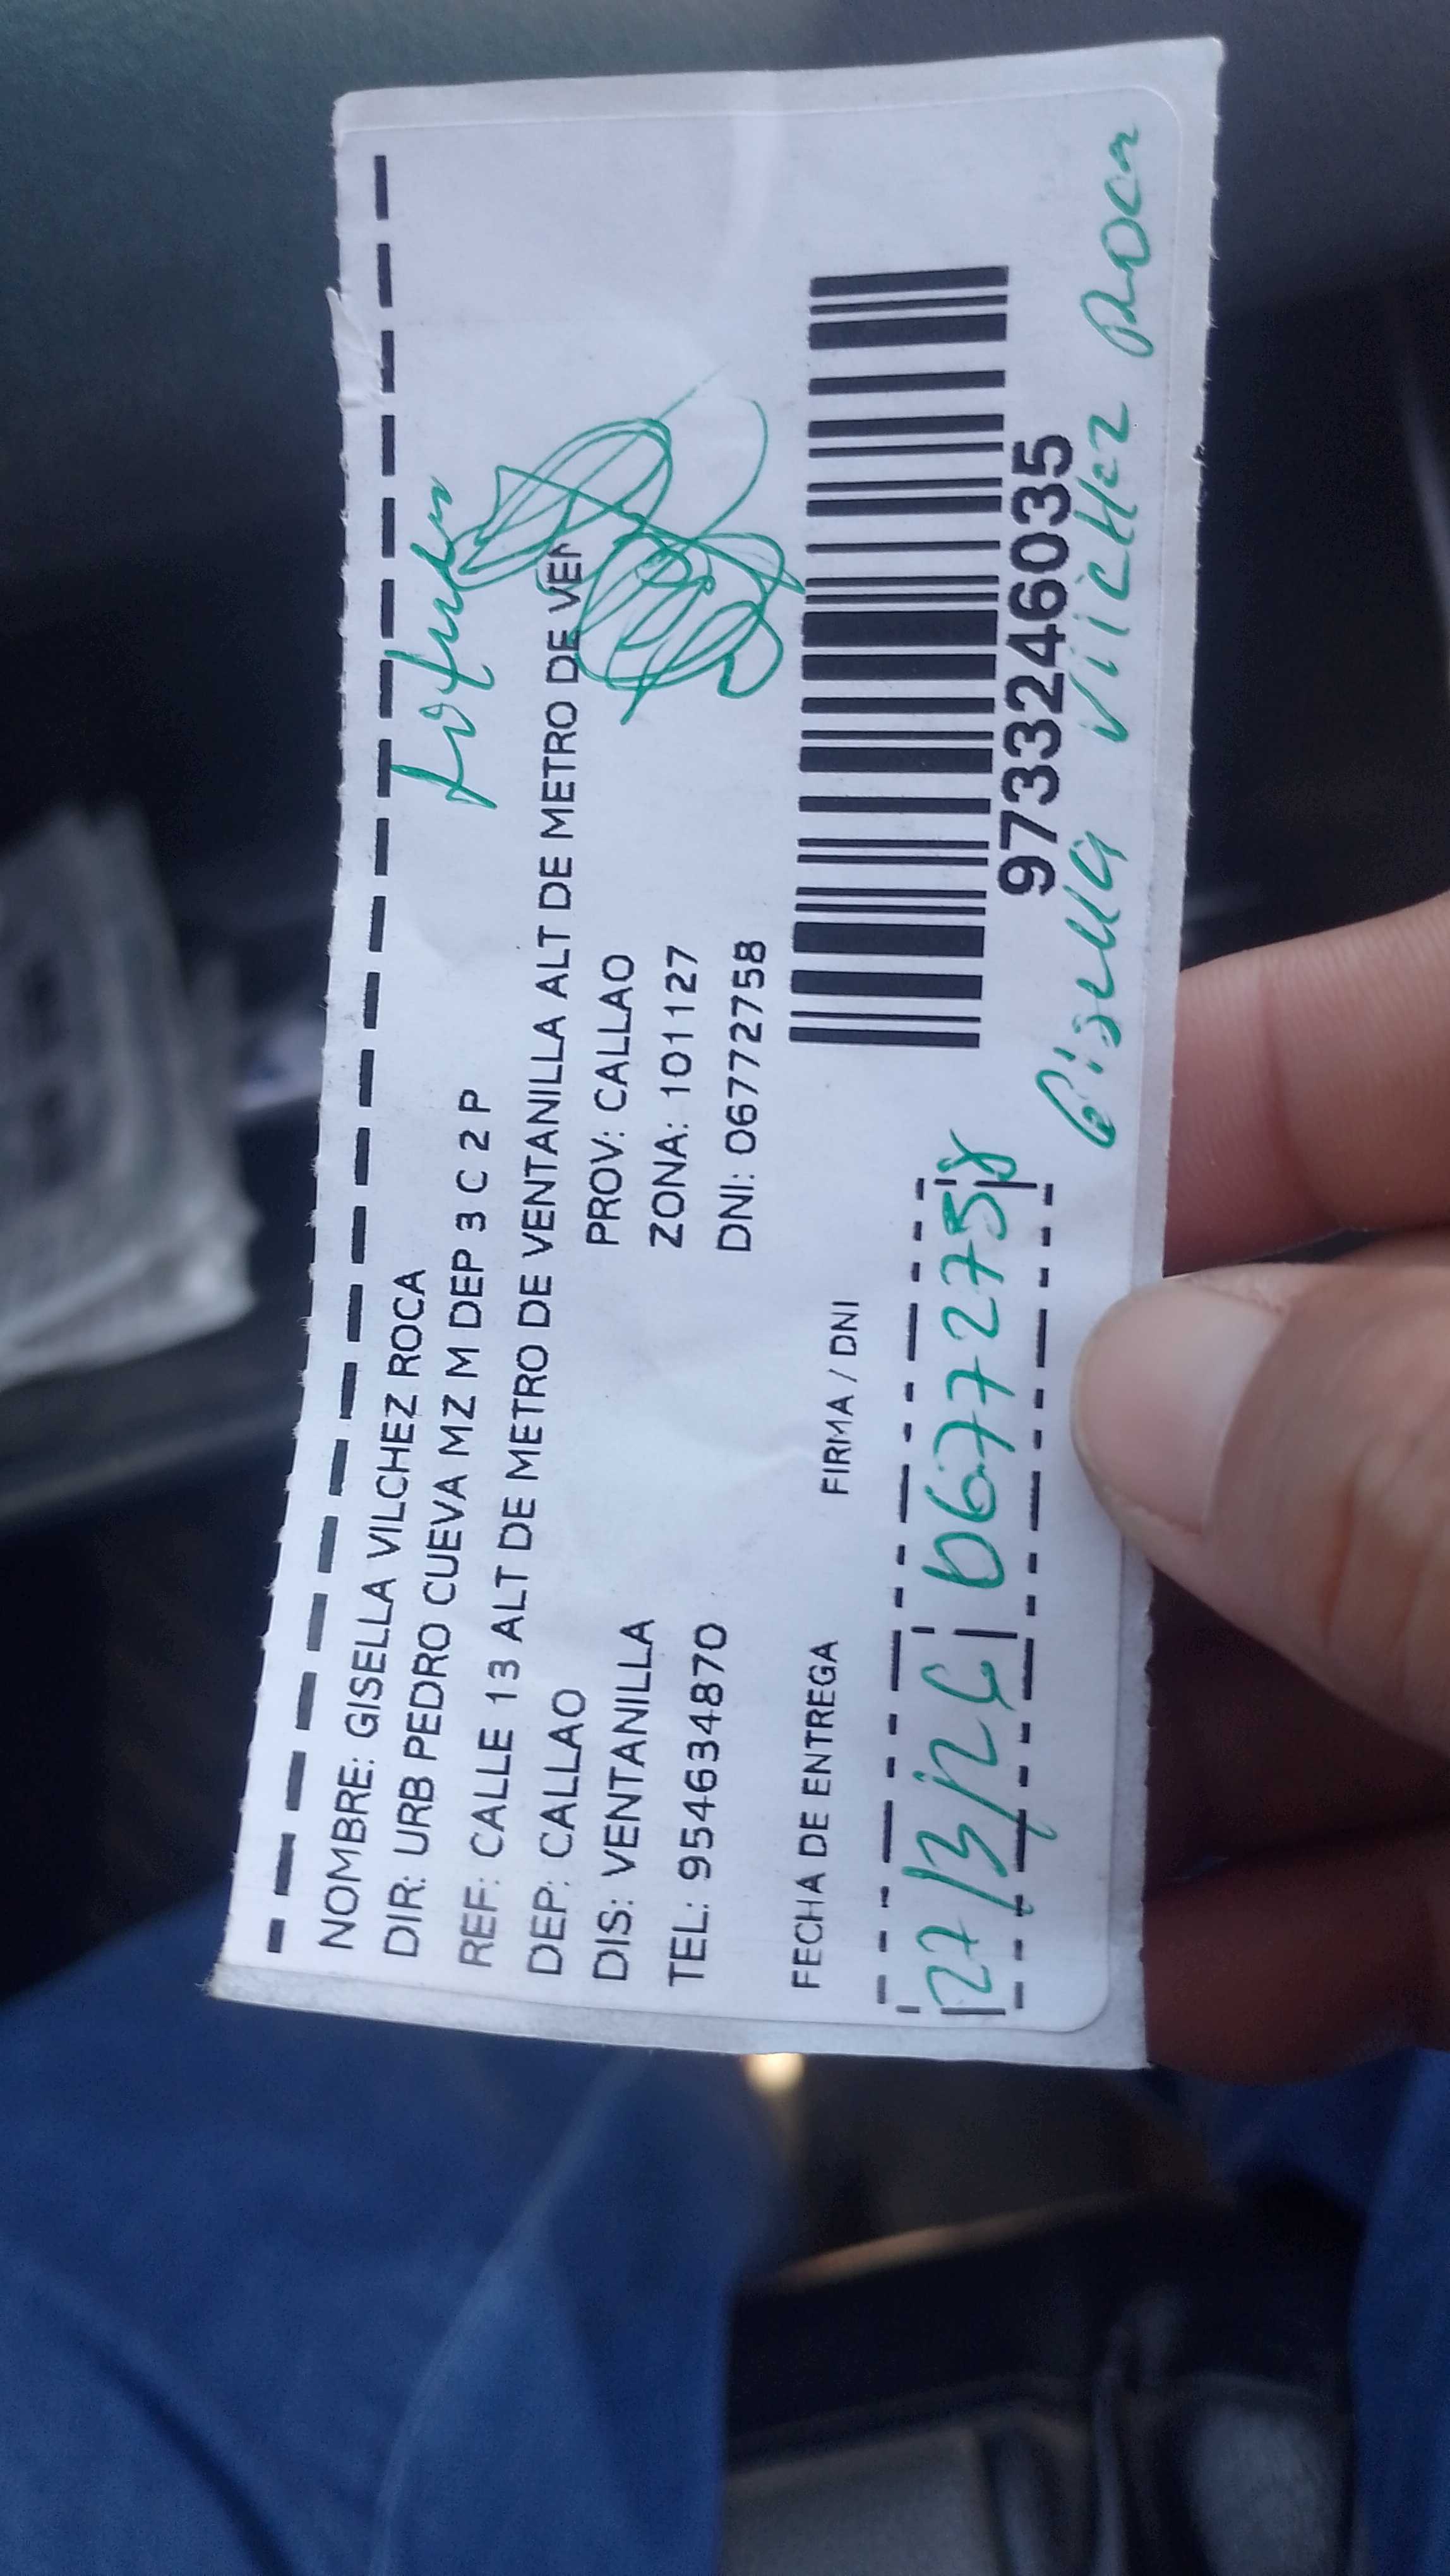 NOMBRE: GISELLA VILCHEZ ROCA
DIR: URB PEDRO CUEVA MZ M DEP 3 C 2 P
REF: CALLE 13 ALT DE METRO DE VENTANILLA ALT DE METRO DE VEN
DEP: CALLAO PROV: CALLAO
DIS: VENTANILLA ZONA: 101127
TEL: 954634870 DNI: 06772758
FECHA DE ENTREGA FIRMA / DNI
27/3/24 06772758
9733246035
Gisella Vilchez Roca